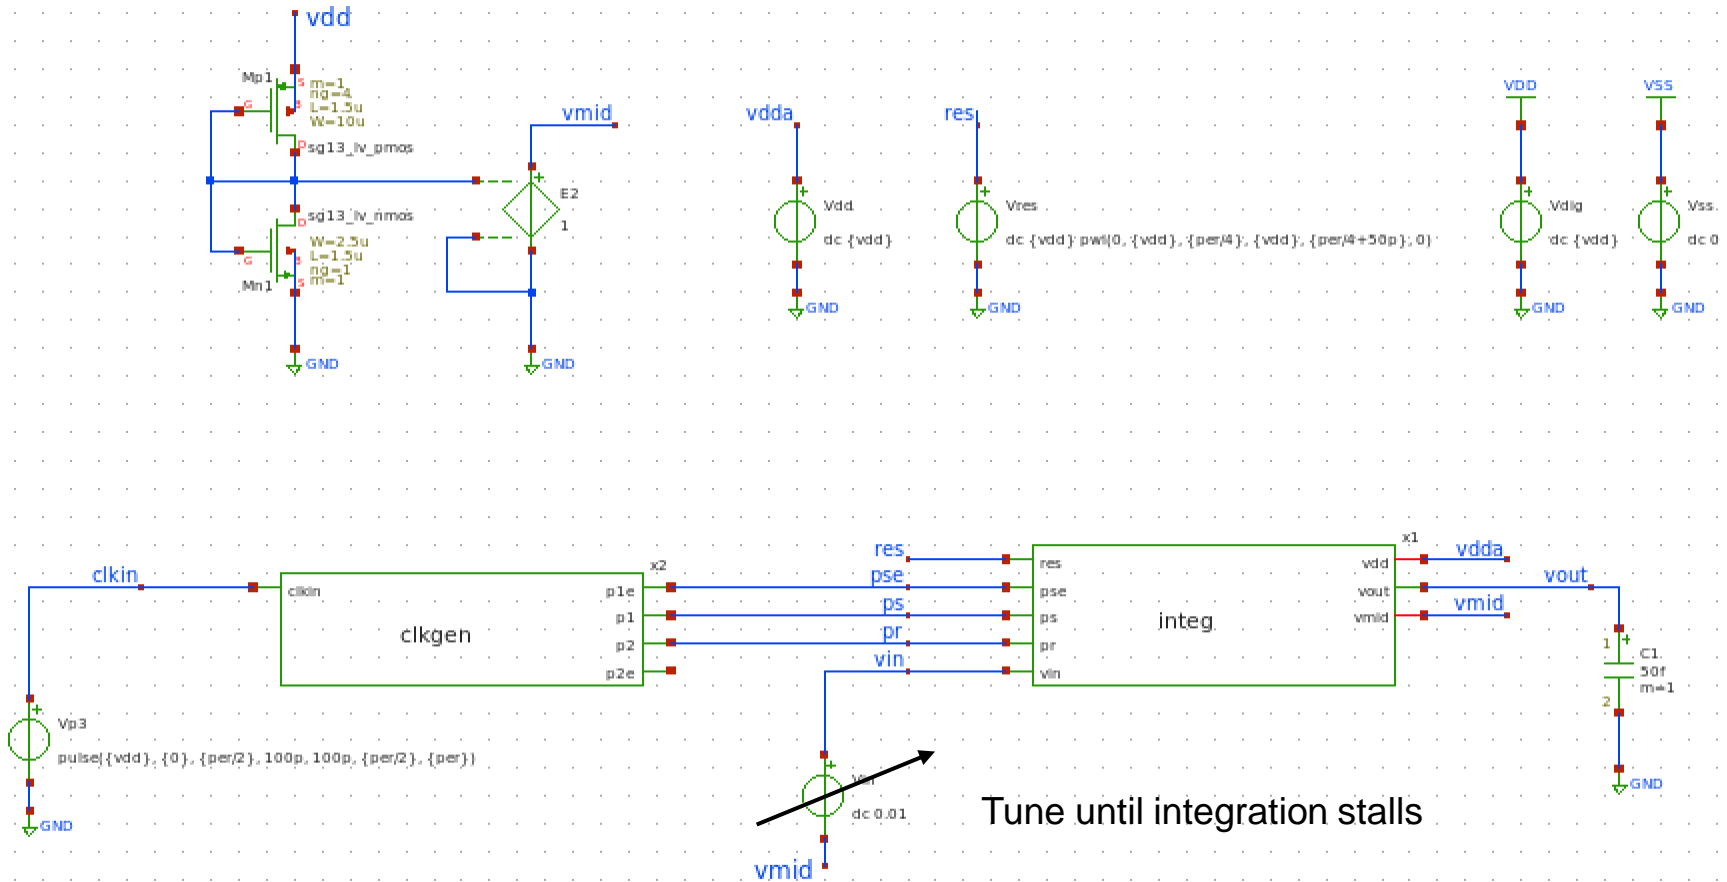 vdd
Mp1
S
m=1
ng=4
L=1.5u
W=10u
G
S
D
sg13_lv_pmos
sg13_lv_nmos
D
W=2.5u
L=1.5u
ng=1
m=1
G
S
S
Mn1
GND
vmid
E2
1
GND
vdda
Vdd
dc {vdd}
GND
res
Vres
dc {vdd} pwl(0, {vdd}, {per/4}, {vdd}, {per/4+50p}, 0)
GND
VDD
Vdig
dc {vdd}
GND
VSS
Vss
dc 0
GND
clkin
Vp3
pulse({vdd}, {0}, {per/2}, 100p, 100p, {per/2}, {per})
GND
x2
clkin
clkgen
p1e
p1
p2
p2e
res
pse
ps
pr
vin
x1
res
pse
ps
pr
vin
integ
vdd
vout
vmid
vdda
vout
vmid
1
C1
50f
m=1
2
GND
dc 0.01
vmid
Tune until integration stalls